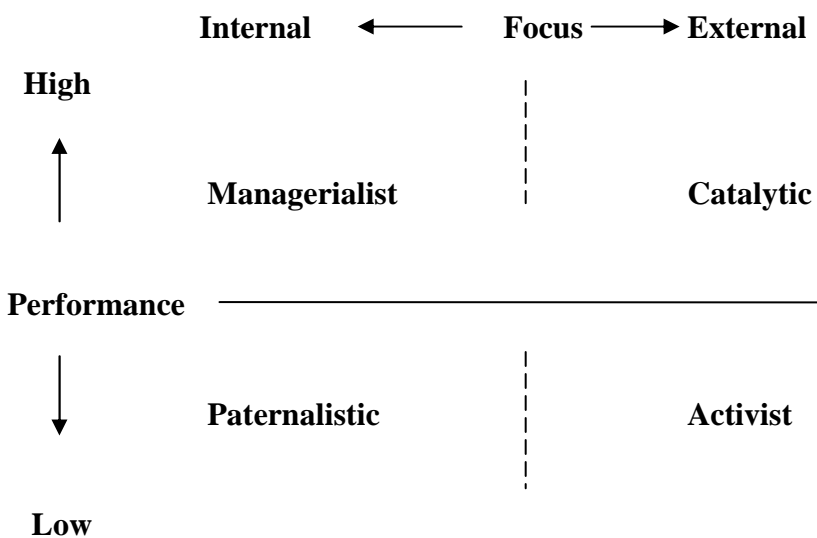 Internal Focus External
High
Managerialist Catalytic
Performance
Paternalistic Activist
Low